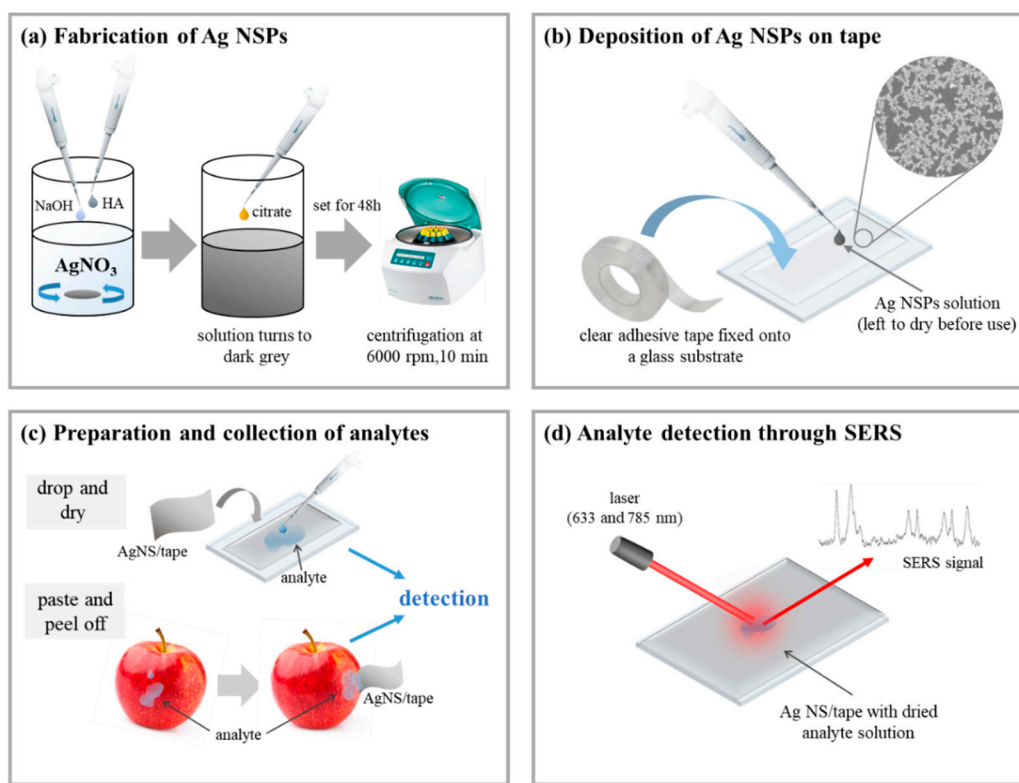 (a) Fabrication of Ag NSPs
NaOH
HA
AgNO3
citrate
set for 48h
solution turns to
dark grey
centrifugation at
6000 rpm,10 min
(b) Deposition of Ag NSPs on tape
clear adhesive tape fixed onto
a glass substrate
Ag NSPs solution
(left to dry before use)
(c) Preparation and collection of analytes
drop and
dry
AgNS/tape
analyte
detection
paste and
peel off
AgNS/tape
analyte
(d) Analyte detection through SERS
laser
(633 and 785 nm)
SERS signal
Ag NS/tape with dried
analyte solution